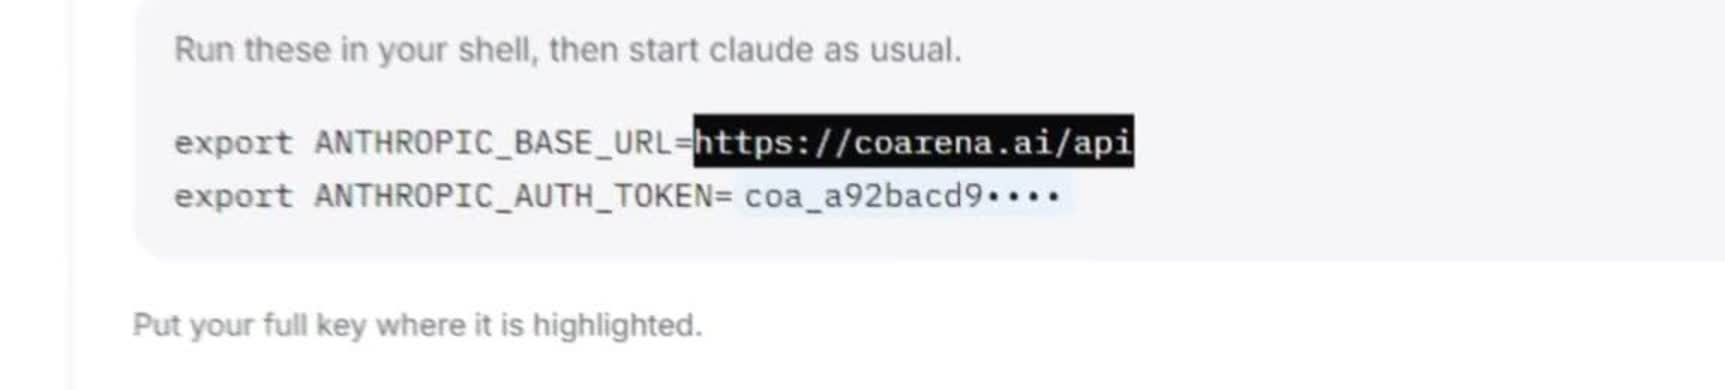 Run these in your shell, then start claude as usual.
export ANTHROPIC_BASE_URL=https://coarena.ai/api
export ANTHROPIC_AUTH_TOKEN= coa_a92bacd9••••
Put your full key where it is highlighted.